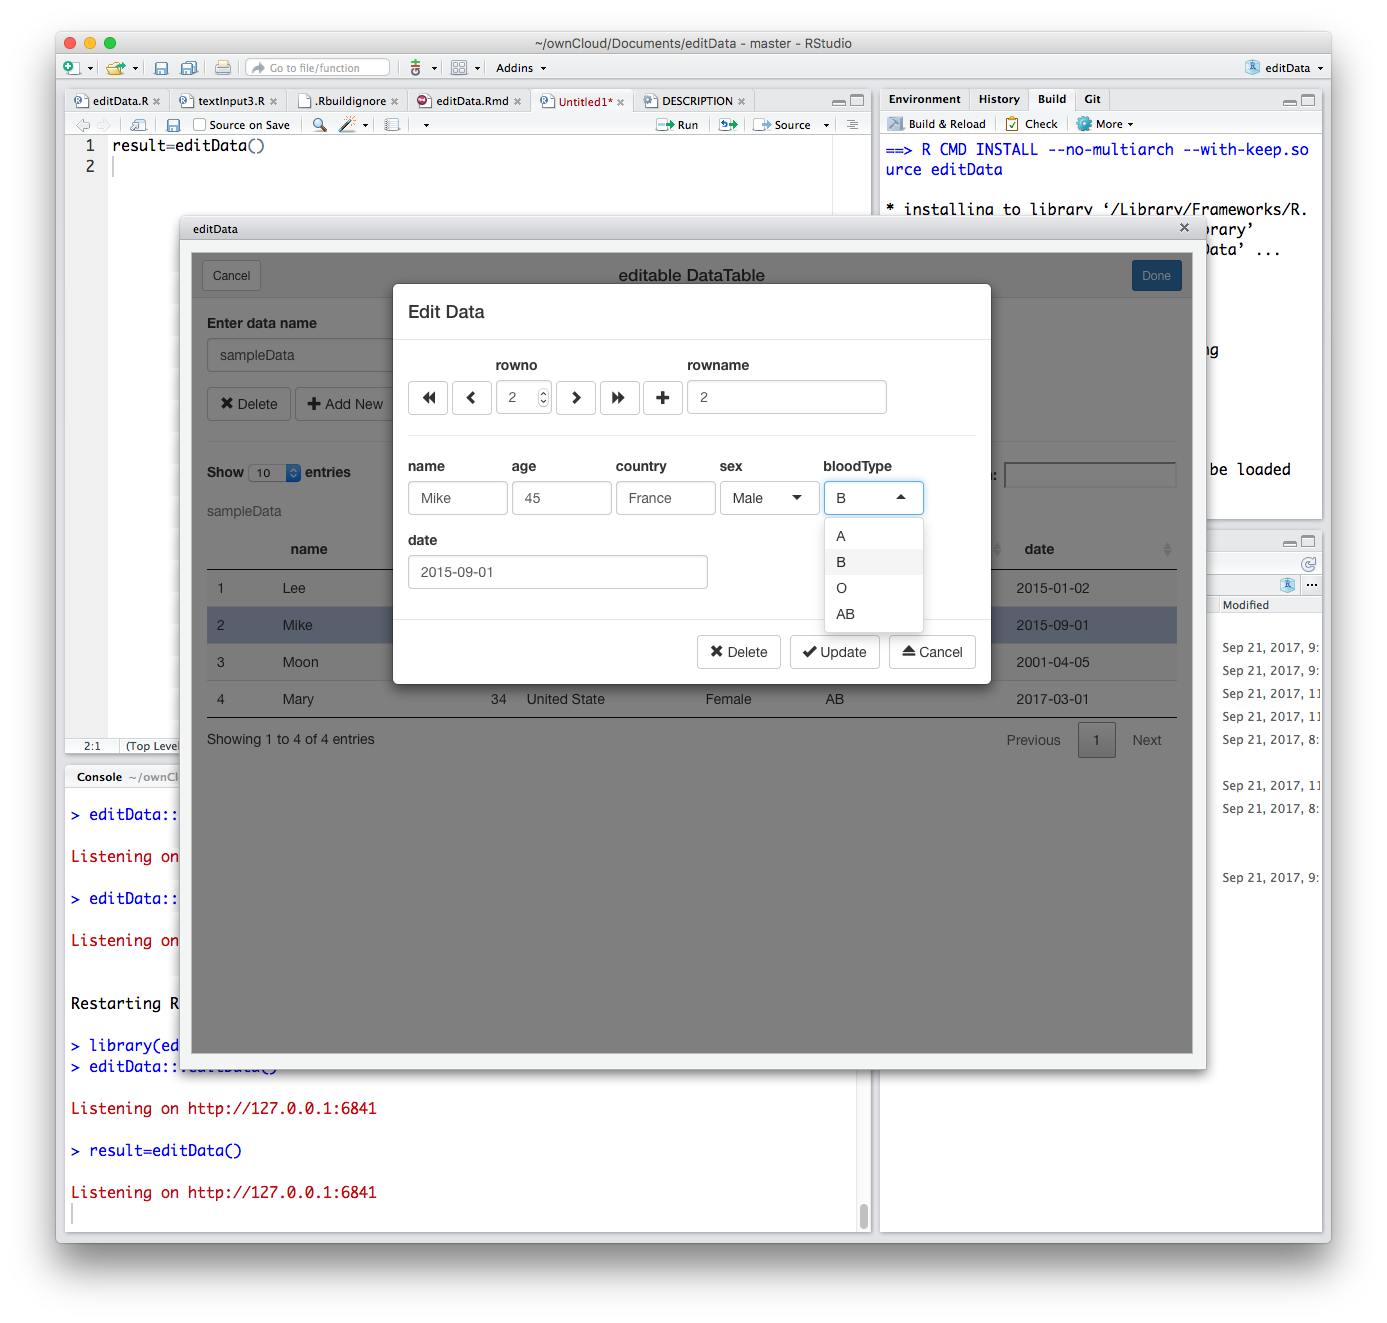 ~/ownCloud/Documents/editData - master - RStudio
Go to file/function
Addins
editData
editData.R
textInput3.R
.Rbuildignore
editData.Rmd
Untitled1*
DESCRIPTION
Source on Save
Run
Source
1 result=editData()
2
2:1 (Top Leve
Environment History Build Git
Build & Reload Check More
==> R CMD INSTALL --no-multiarch --with-keep.so
urce editData
* installing to library ‘/Library/Frameworks/R.
brary’
Data’ ...
ng
be loaded
editData
Cancel
editable DataTable
Done
Enter data name
sampleData
Delete
Add New
Show 10 entries
:
sampleData
name date
1 Lee 2015-01-02
2 Mike 2015-09-01
3 Moon 2001-04-05
4 Mary 34 United State Female AB 2017-03-01
Showing 1 to 4 of 4 entries
Previous 1 Next
Edit Data
rowno rowname
2 2
name age country sex bloodType
Mike 45 France Male B
A
B
O
AB
date
2015-09-01
Delete Update Cancel
Modified
Sep 21, 2017, 9:
Sep 21, 2017, 9:
Sep 21, 2017, 11
Sep 21, 2017, 11
Sep 21, 2017, 8:
Sep 21, 2017, 11
Sep 21, 2017, 8:
Sep 21, 2017, 9:
Console ~/ownCl
> editData::
Listening on
> editData::
Listening on
Restarting R
> library(ed
> editData:::editData()
Listening on http://127.0.0.1:6841
> result=editData()
Listening on http://127.0.0.1:6841